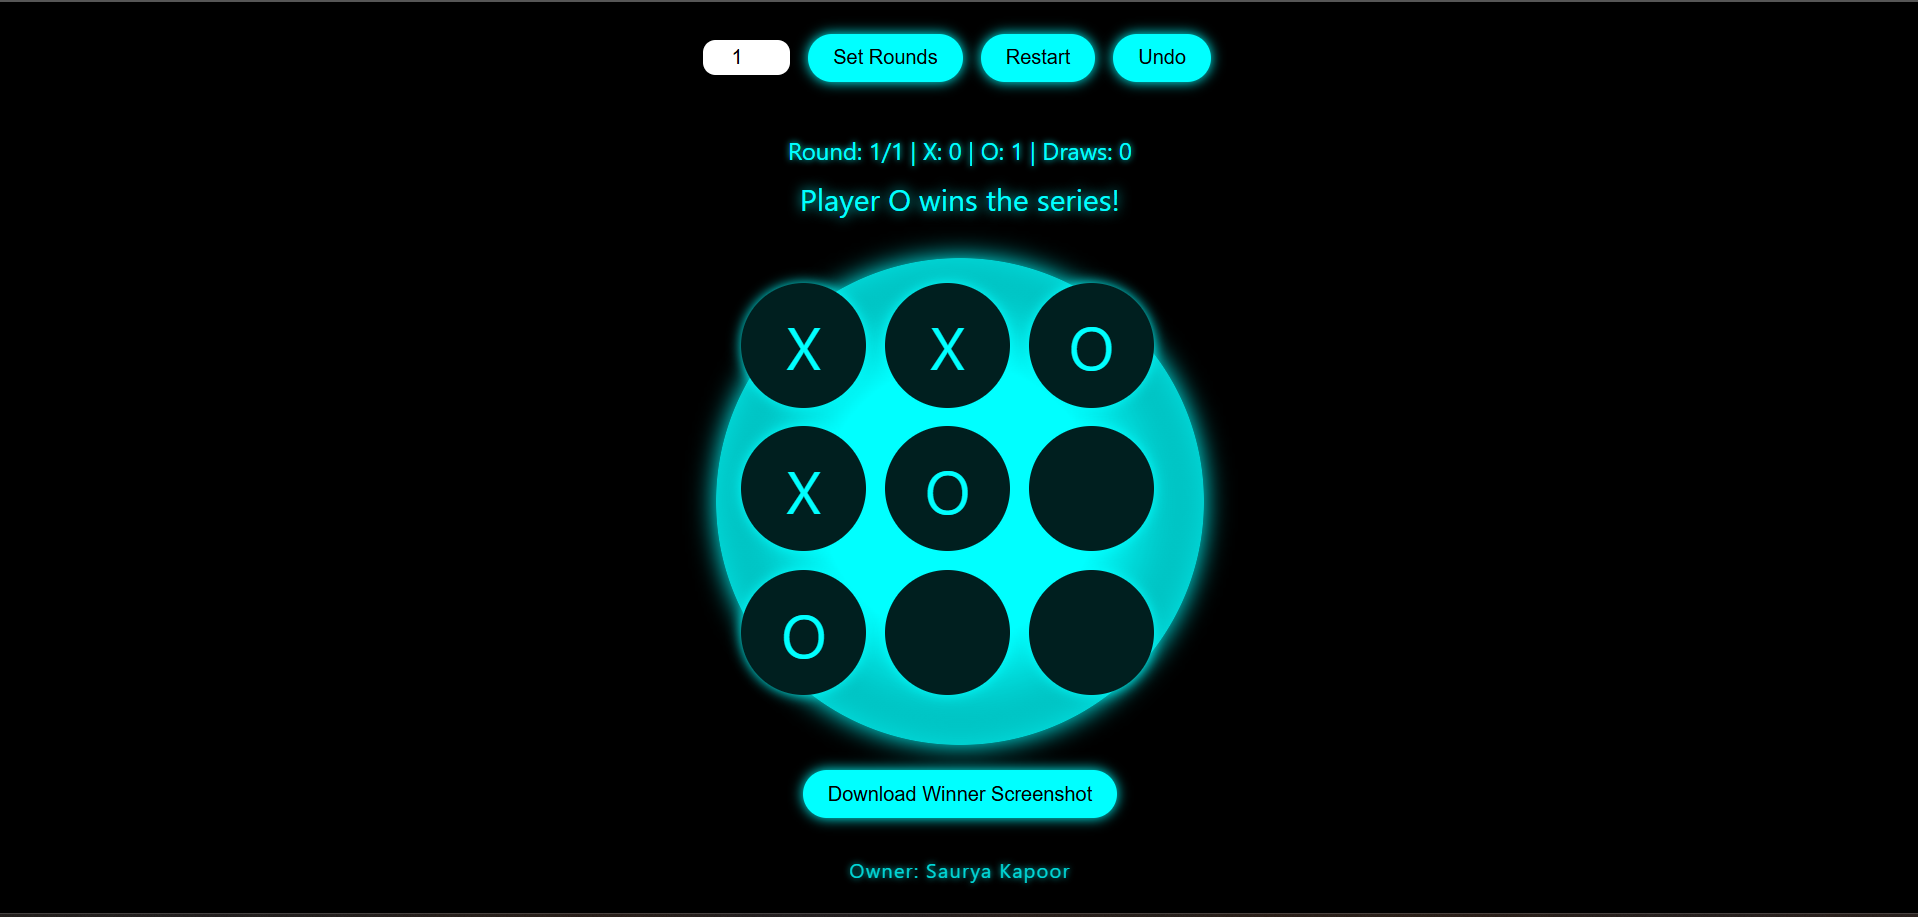 1 Set Rounds Restart Undo
Round: 1/1 | X: 0 | O: 1 | Draws: 0
Player O wins the series!
X X O
X O
O
Download Winner Screenshot
Owner: Saurya Kapoor